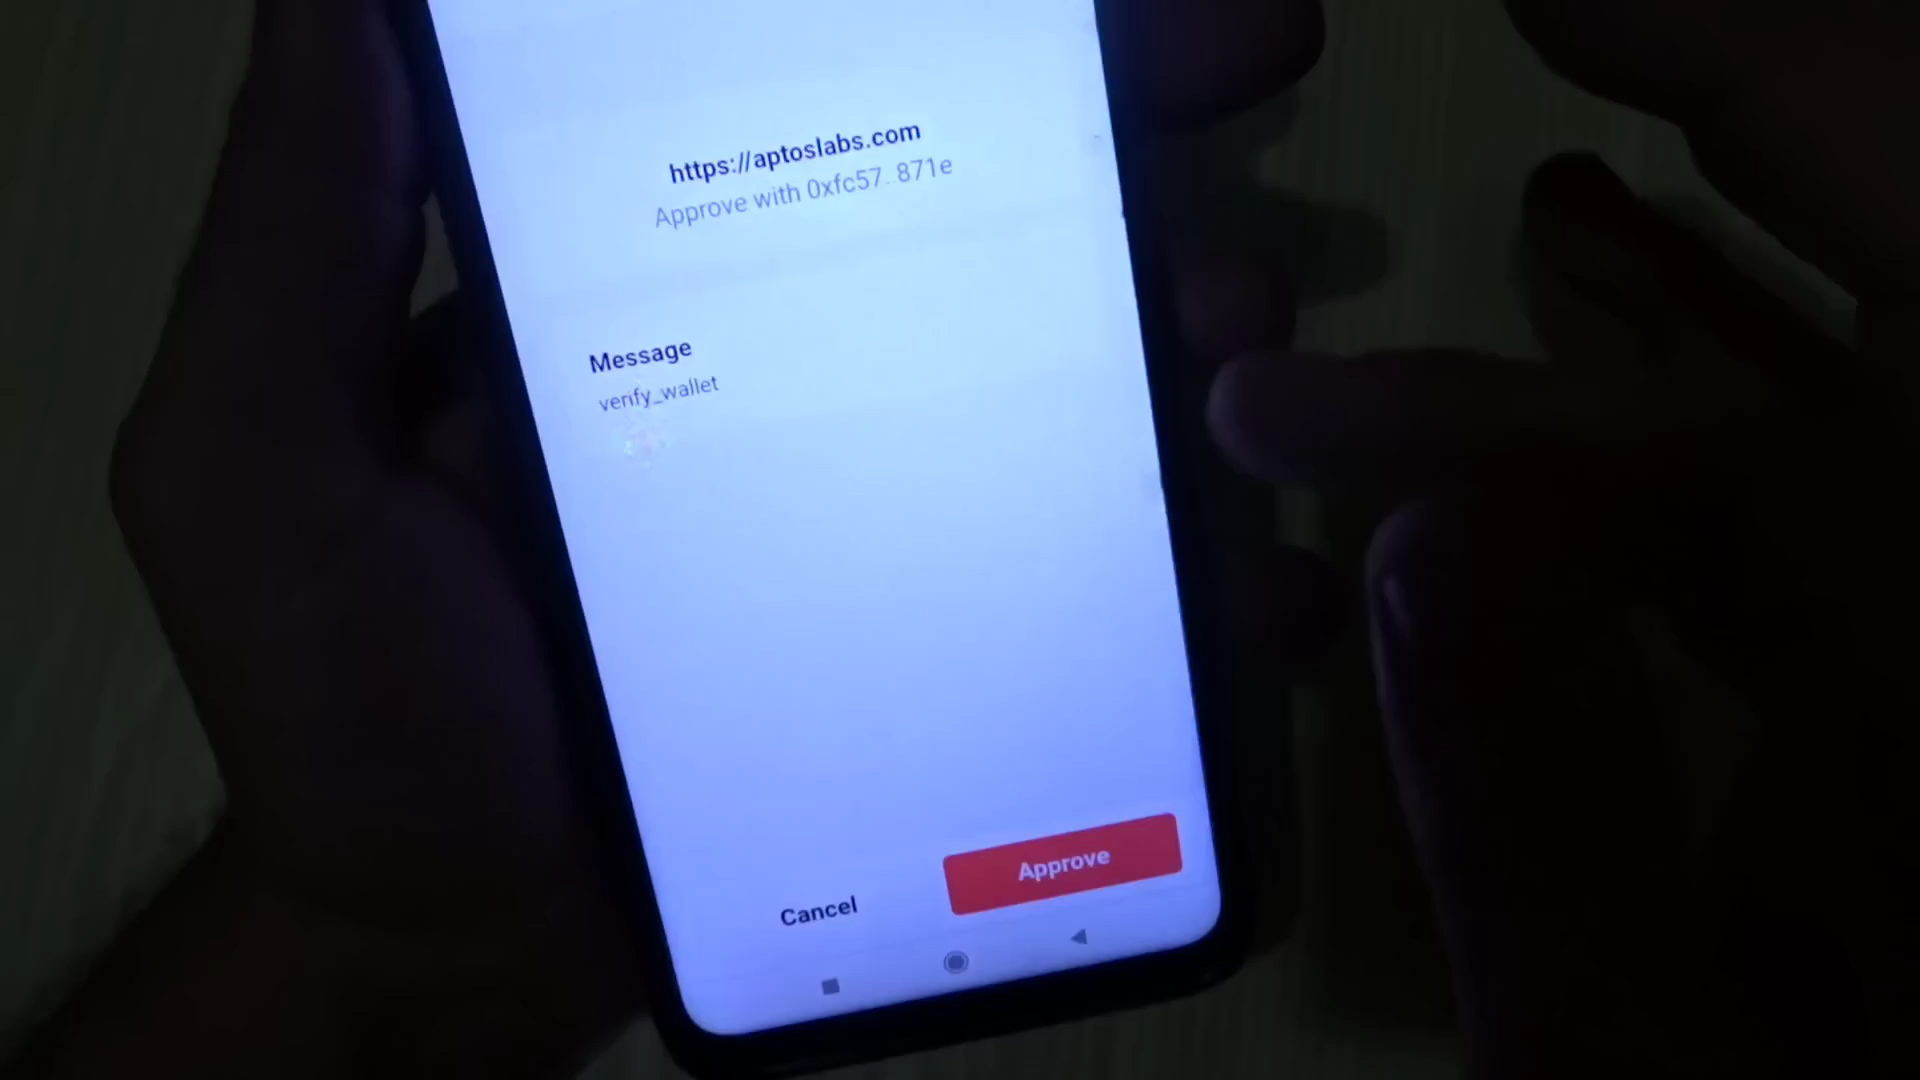 https://aptoslabs.com
Approve with 0xfc57..871e
Message
verify_wallet
Approve
Cancel